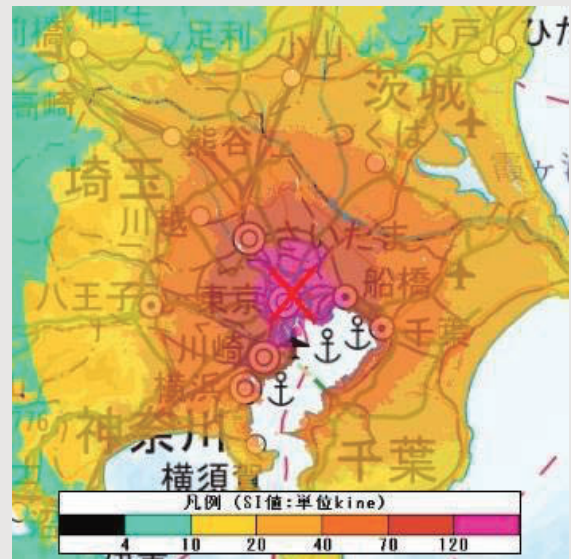 前橋
桐生
足利
小山
水戸
ひた
高崎
茨城
熊谷
つくば
霞ヶ
埼玉
川越
さいたま
八王子
東京
船橋
川崎
千葉
横浜
神奈川
千葉
横須賀
凡例 (SI値:単位kine)
4 10 20 40 70 120